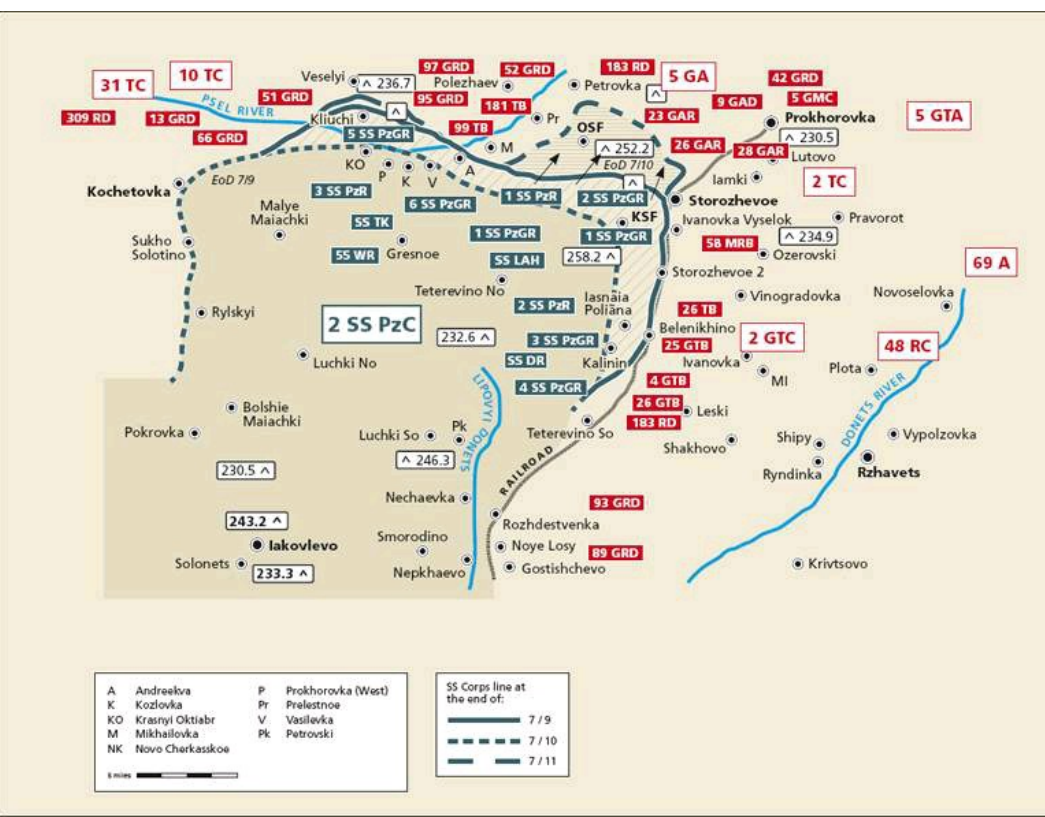 97 GRD
183 RD
10 TC
Veselyi
^ 236.7
Polezhaev
52 GRD
Petrovka
5 GA
42 GRD
31 TC
51 GRD
95 GRD
^
9 GAD
5 GMC
PSEL RIVER
^
181 TB
Pr
23 GAR
Prokhorovka
5 GTA
309 RD
13 GRD
Kliuchi
99 TB
OSF
^ 230.5
66 GRD
5 SS PzGR
M
^ 252.2
26 GAR
28 GAR
Lutovo
KO
A
EoD 7/10
P
K
V
Kochetovka
EoD 7/9
3 SS PzR
1 SS PzR
2 SS PzGR
^
Iamki
2 TC
6 SS PzGR
Storozhevoe
Malye
Maiachki
SS TK
KSF
Ivanovka Vyselok
Pravorot
1 SS PzGR
1 SS PzGR
^ 234.9
Sukho
Solotino
SS WR
Gresnoe
SS LAH
258.2 ^
58 MRB
Ozerovski
69 A
Storozhevoe 2
Teterevino No
Vinogradovka
Novoselovka
Rylskyi
2 SS PzR
Iasnaia
Poliana
26 TB
2 SS PzC
232.6 ^
Belenikhino
3 SS PzGR
25 GTB
2 GTC
48 RC
Luchki No
SS DR
Kalinin
Ivanovka
MI
Plota
4 SS PzGR
4 GTB
LIPOVYI DONETS
DONETS RIVER
Bolshie
Maiachki
26 GTB
Leski
183 RD
Pokrovka
Luchki So
Pk
Teterevino So
Shakhovo
Shipy
Vypolzovka
^ 246.3
RAILROAD
Ryndinka
Rzhavets
230.5 ^
Nechaevka
93 GRD
243.2 ^
Rozhdestvenka
Iakovlevo
Smorodino
Noye Losy
89 GRD
Solonets
233.3 ^
Nepkhaevo
Gostishchevo
Krivtsovo
A Andreekva
K Kozlovka
KO Krasnyi Oktiabr
M Mikhailovka
NK Novo Cherkasskoe
P Prokhorovka (West)
Pr Prelestnoe
V Vasilevka
Pk Petrovski
miles
SS Corps line at
the end of:
7 / 9
7 / 10
7 / 11